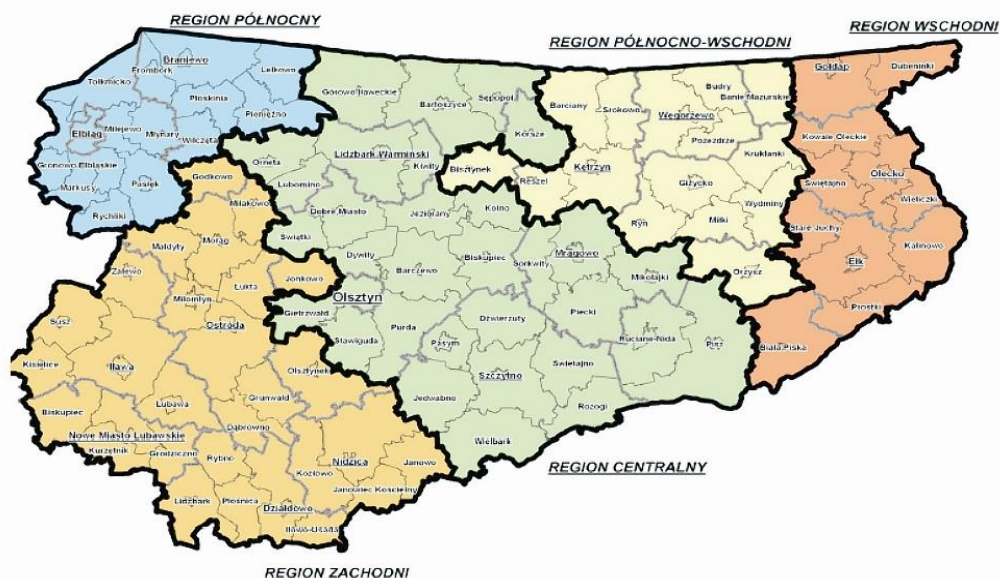 REGION PÓŁNOCNY
REGION PÓŁNOCNO-WSCHODNI
REGION WSCHODNI
Braniewo
Frombork
Tolkmicko
Lelkowo
Płoskinia
Pieniężno
Elbląg
Milejewo
Młynary
Wilczęta
Gronowo Elbląskie
Markusy
Pasłęk
Rychliki
Górowo Iławeckie
Bartoszyce
Sępopol
Korsze
Orneta
Lidzbark Warmiński
Kiwity
Lubomino
Dobre Miasto
Jeziorany
Kolno
Świątki
Dywity
Barczewo
Biskupiec
Sorkwity
Mrągowo
Mikołajki
Olsztyn
Gietrzwałd
Stawiguda
Purda
Pasym
Dźwierzuty
Piecki
Ruciane-Nida
Pisz
Szczytno
Świętajno
Jedwabno
Rozogi
Wielbark
Barciany
Srokowo
Budry
Banie Mazurskie
Węgorzewo
Pozezdrze
Kruklanki
Bisztynek
Reszel
Kętrzyn
Giżycko
Wydminy
Ryn
Miłki
Orzysz
Gołdap
Dubeninki
Kowale Oleckie
Olecko
Świętajno
Wieliczki
Stare Juchy
Kalinowo
Ełk
Prostki
Biała Piska
Godkowo
Miłakowo
Małdyty
Morąg
Zalewo
Łukta
Jonkowo
Miłomłyn
Ostróda
Susz
Kisielice
Iława
Olsztynek
Lubawa
Grunwald
Biskupiec
Dąbrowno
Nowe Miasto Lubawskie
Kurzętnik
Grodziczno
Rybno
Nidzica
Kozłowo
Janowo
Janowiec Kościelny
Lidzbark
Płośnica
Działdowo
Iłowo-Osada
REGION CENTRALNY
REGION ZACHODNI